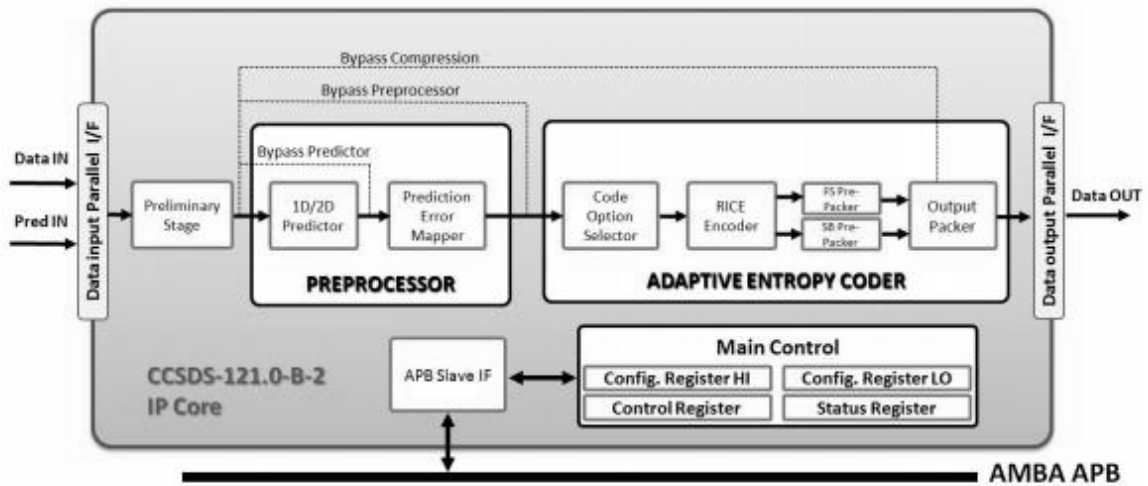 Bypass Compression
Bypass Preprocessor
Bypass Predictor
Data IN
Pred IN
Data input Parallel I/F
Preliminary
Stage
1D/2D
Predictor
Prediction
Error
Mapper
PREPROCESSOR
Code
Option
Selector
RICE
Encoder
FS Pre-
Packer
SB Pre-
Packer
Output
Packer
ADAPTIVE ENTROPY CODER
Data output Parallel I/F
Data OUT
CCSDS-121.0-B-2
IP Core
APB Slave IF
Main Control
Config. Register HI
Config. Register LO
Control Register
Status Register
AMBA APB